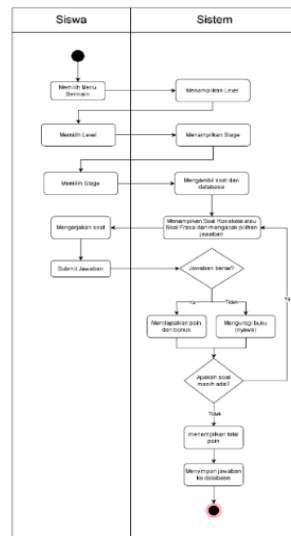 Siswa
Sistem
Memilih Menu
Bermain
Menampilkan Level
Memilih Level
Menampilkan Stage
Memilih Stage
Mengambil soal dari
database
Menampilkan Soal Kosakata atau
Soal Frasa dan mengacak pilihan
jawaban
Mengerjakan soal
Submit Jawaban
Jawaban benar?
Ya
Tidak
Mendapatkan poin
dan bonus
Mengurangi buku
(nyawa)
Ya
Apakah soal
masih ada?
Tidak
menampilkan total
poin
Menyimpan jawaban
ke database